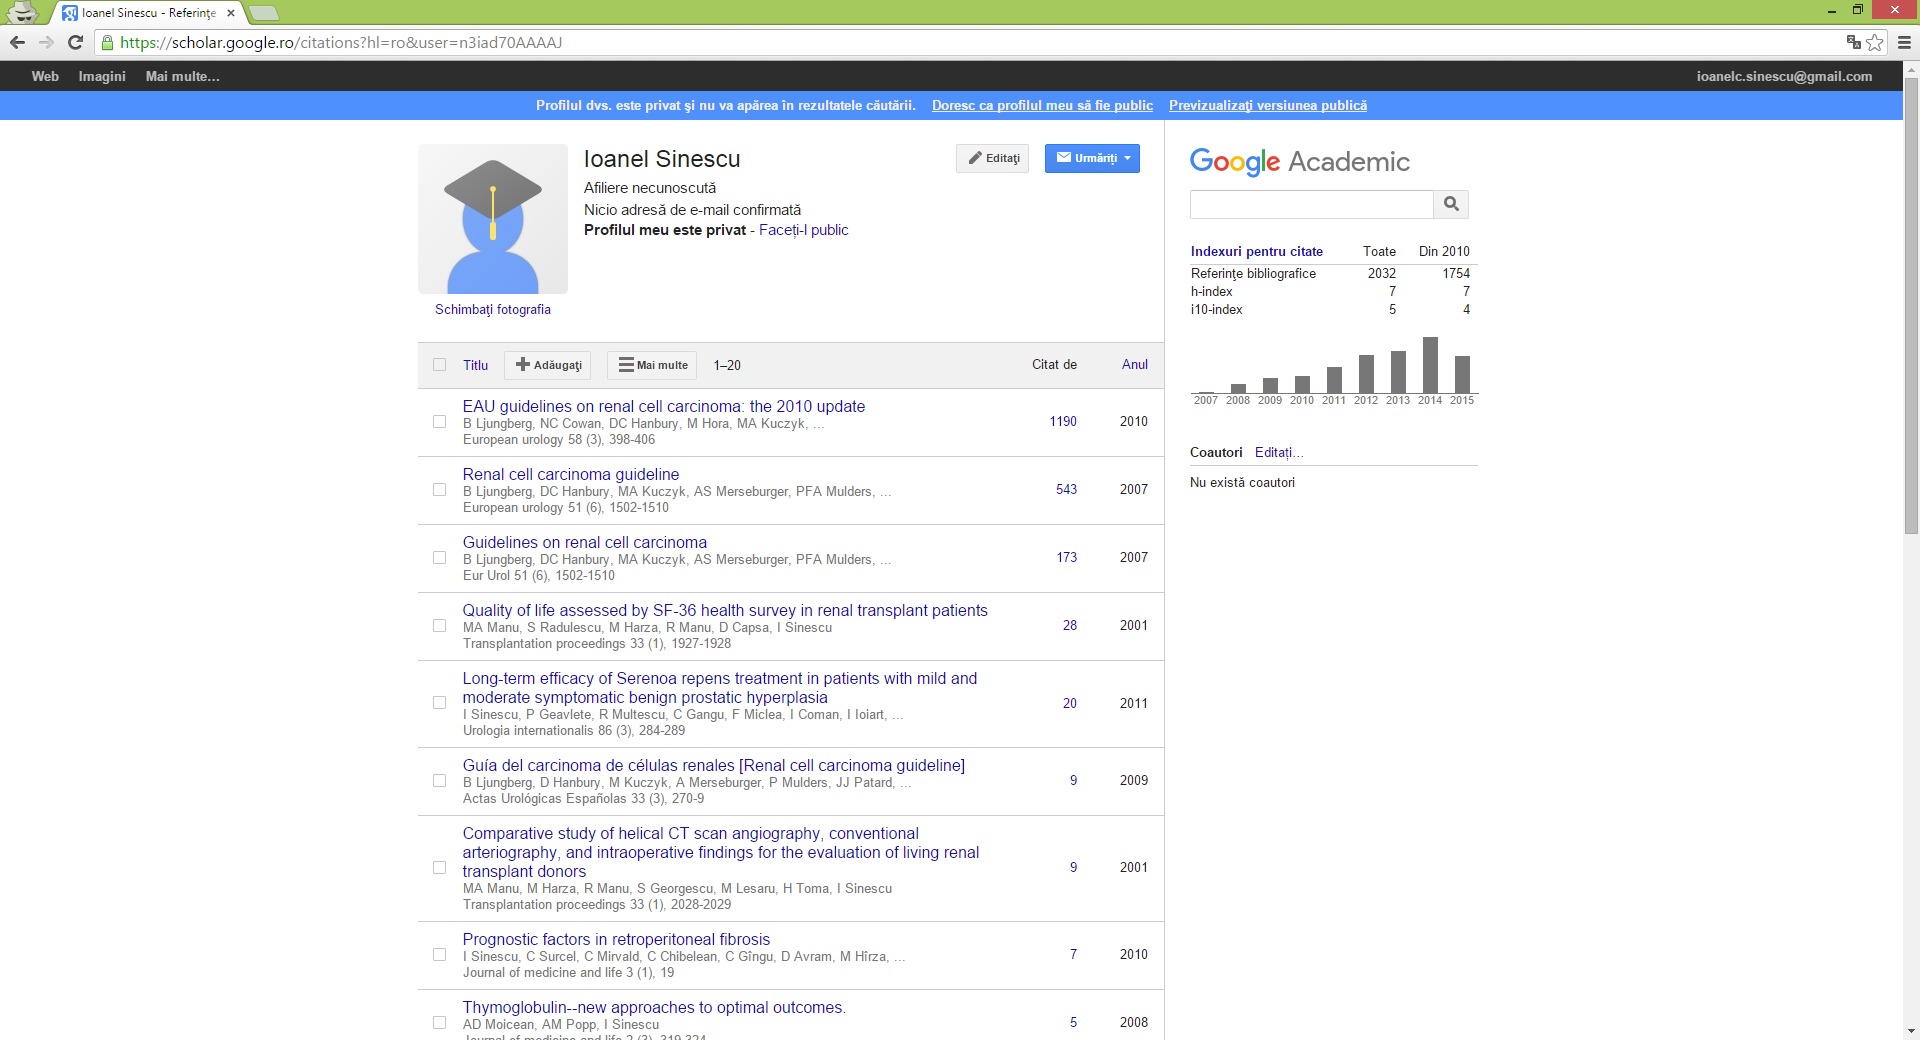 Ioanel Sinescu - Referinţe
https://scholar.google.ro/citations?hl=ro&user=n3iad70AAAAJ
Web Imagini Mai multe...
ioanelc.sinescu@gmail.com
Profilul dvs. este privat şi nu va apărea în rezultatele căutării. Doresc ca profilul meu să fie public Previzualizaţi versiunea publică
Ioanel Sinescu
Editaţi
Urmăriți
Afiliere necunoscută
Nicio adresă de e-mail confirmată
Profilul meu este privat - Faceți-l public
Schimbaţi fotografia
Titlu Adăugaţi Mai multe 1–20 Citat de Anul
EAU guidelines on renal cell carcinoma: the 2010 update
B Ljungberg, NC Cowan, DC Hanbury, M Hora, MA Kuczyk, ...
European urology 58 (3), 398-406
1190 2010
Renal cell carcinoma guideline
B Ljungberg, DC Hanbury, MA Kuczyk, AS Merseburger, PFA Mulders, ...
European urology 51 (6), 1502-1510
543 2007
Guidelines on renal cell carcinoma
B Ljungberg, DC Hanbury, MA Kuczyk, AS Merseburger, PFA Mulders, ...
Eur Urol 51 (6), 1502-1510
173 2007
Quality of life assessed by SF-36 health survey in renal transplant patients
MA Manu, S Radulescu, M Harza, R Manu, D Capsa, I Sinescu
Transplantation proceedings 33 (1), 1927-1928
28 2001
Long-term efficacy of Serenoa repens treatment in patients with mild and
moderate symptomatic benign prostatic hyperplasia
I Sinescu, P Geavlete, R Multescu, C Gangu, F Miclea, I Coman, I Ioiart, ...
Urologia internationalis 86 (3), 284-289
20 2011
Guía del carcinoma de células renales [Renal cell carcinoma guideline]
B Ljungberg, D Hanbury, M Kuczyk, A Merseburger, P Mulders, JJ Patard, ...
Actas Urológicas Españolas 33 (3), 270-9
9 2009
Comparative study of helical CT scan angiography, conventional
arteriography, and intraoperative findings for the evaluation of living renal
transplant donors
MA Manu, M Harza, R Manu, S Georgescu, M Lesaru, H Toma, I Sinescu
Transplantation proceedings 33 (1), 2028-2029
9 2001
Prognostic factors in retroperitoneal fibrosis
I Sinescu, C Surcel, C Mirvald, C Chibelean, C Gîngu, D Avram, M Hîrza, ...
Journal of medicine and life 3 (1), 19
7 2010
Thymoglobulin--new approaches to optimal outcomes.
AD Moicean, AM Popp, I Sinescu
Journal of medicine and life 2 (3), 319-324
5 2008
Google Academic
Indexuri pentru citate Toate Din 2010
Referinţe bibliografice 2032 1754
h-index 7 7
i10-index 5 4
2007 2008 2009 2010 2011 2012 2013 2014 2015
Coautori Editați...
Nu există coautori